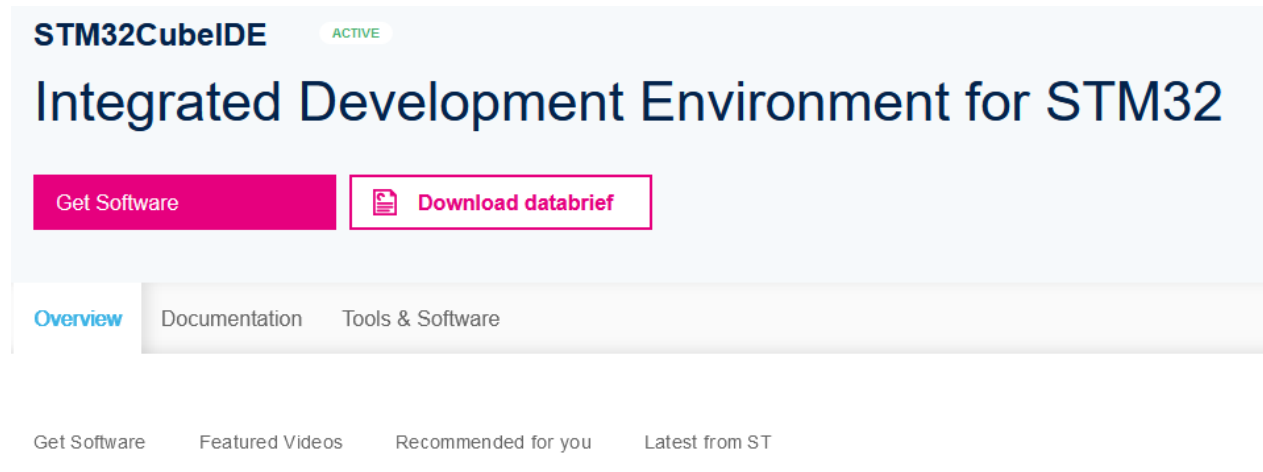 STM32CubeIDE ACTIVE
Integrated Development Environment for STM32
Get Software Download databrief
Overview Documentation Tools & Software
Get Software Featured Videos Recommended for you Latest from ST